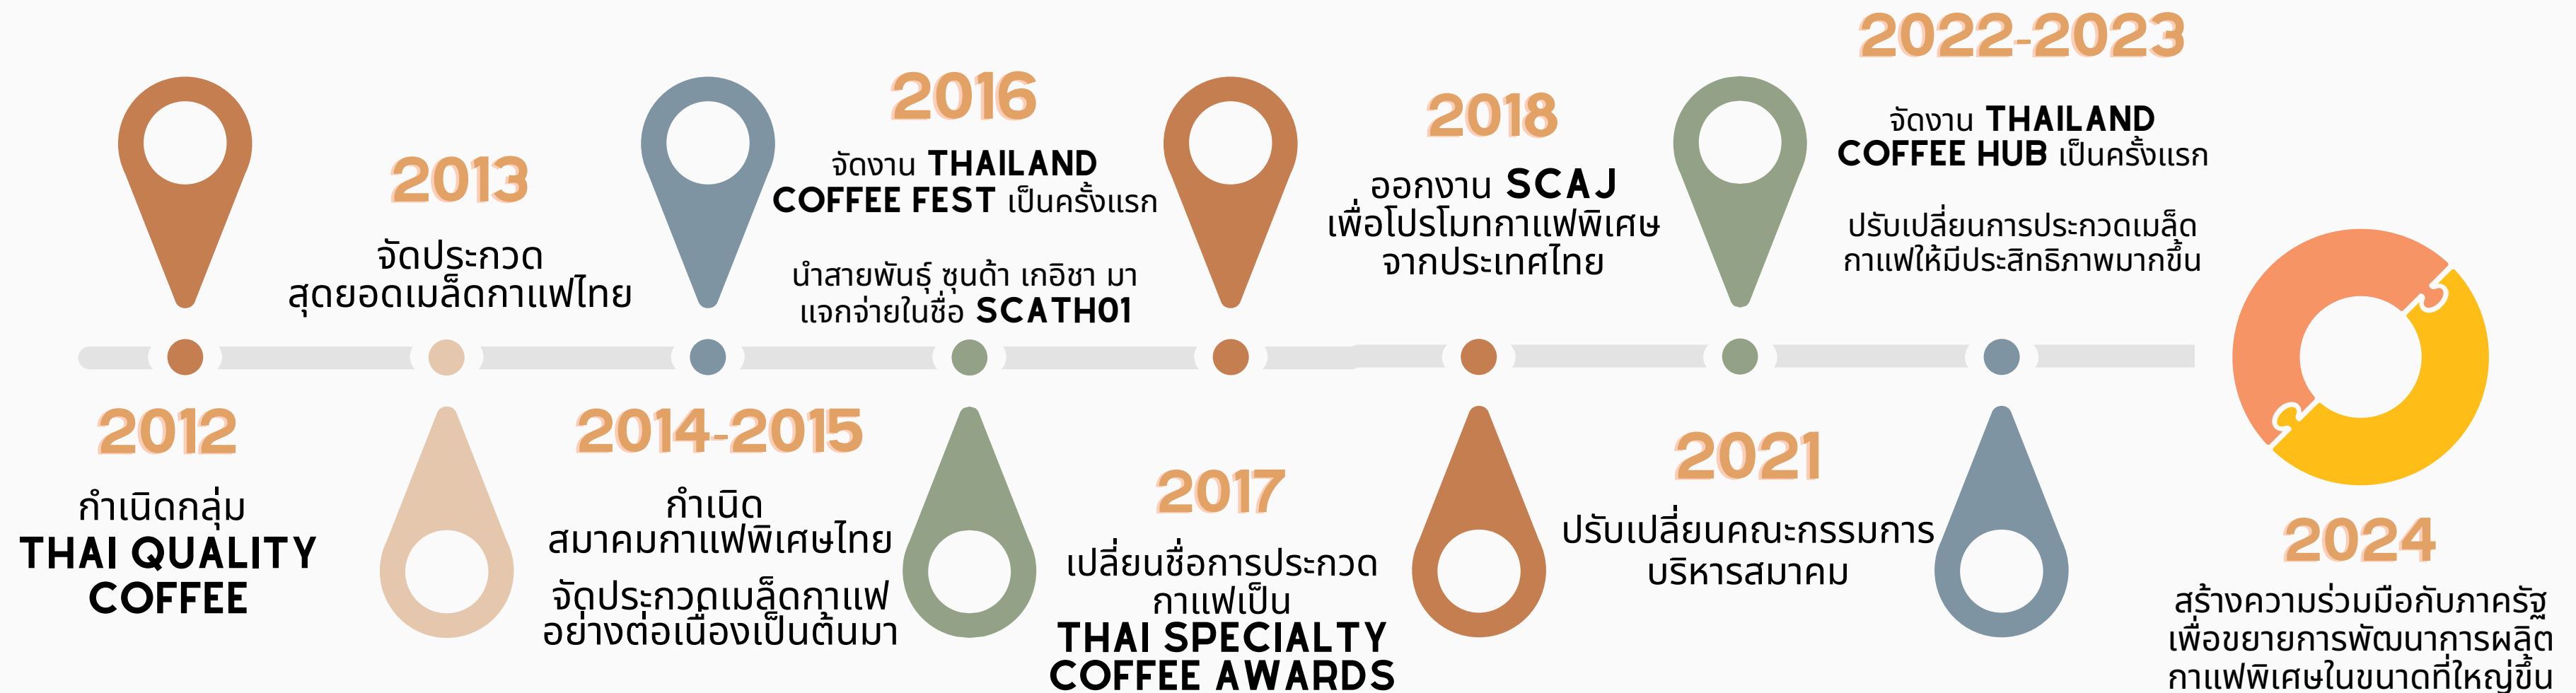 2012
กำเนิดกลุ่ม
THAI QUALITY
COFFEE
2013
จัดประกวด
สุดยอดเมล็ดกาแฟไทย
2014-2015
กำเนิด
สมาคมกาแฟพิเศษไทย
จัดประกวดเมล็ดกาแฟ
อย่างต่อเนื่องเป็นต้นมา
2016
จัดงาน THAILAND
COFFEE FEST เป็นครั้งแรก
นำสายพันธุ์ ซุนด้า เกอิชา มา
แจกจ่ายในชื่อ SCATH01
2017
เปลี่ยนชื่อการประกวด
กาแฟเป็น
THAI SPECIALTY
COFFEE AWARDS
2018
ออกงาน SCAJ
เพื่อโปรโมทกาแฟพิเศษ
จากประเทศไทย
2021
ปรับเปลี่ยนคณะกรรมการ
บริหารสมาคม
2022-2023
จัดงาน THAILAND
COFFEE HUB เป็นครั้งแรก
ปรับเปลี่ยนการประกวดเมล็ด
กาแฟให้มีประสิทธิภาพมากขึ้น
2024
สร้างความร่วมมือกับภาครัฐ
เพื่อขยายการพัฒนาการผลิต
กาแฟพิเศษในขนาดที่ใหญ่ขึ้น